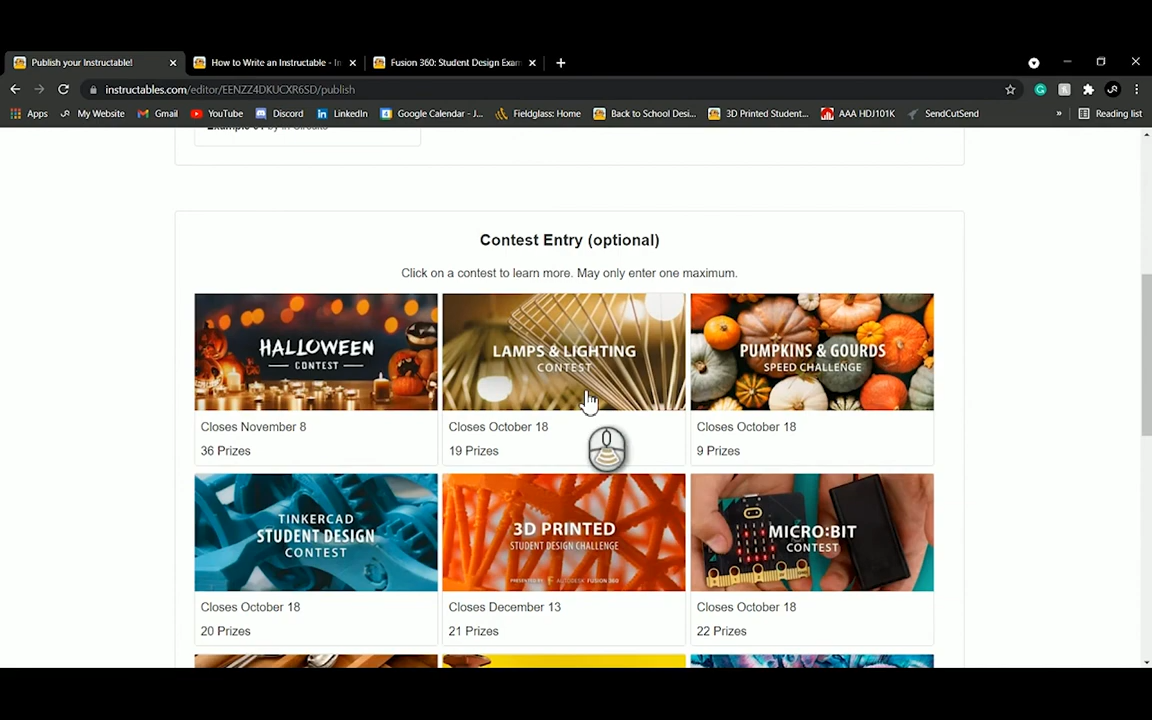 Publish your Instructable!
How to Write an Instructable - In
Fusion 360: Student Design Exam
instructables.com/editor/EENZZ4DKUCXR6SD/publish
Apps My Website Gmail YouTube Discord LinkedIn Google Calendar - J... Fieldglass: Home Back to School Desi... 3D Printed Student... AAA HDJ101K SendCutSend » Reading list
Contest Entry (optional)
Click on a contest to learn more. May only enter one maximum.
HALLOWEEN
CONTEST
Closes November 8
36 Prizes
LAMPS & LIGHTING
CONTEST
Closes October 18
19 Prizes
PUMPKINS & GOURDS
SPEED CHALLENGE
Closes October 18
9 Prizes
TINKERCAD
STUDENT DESIGN
CONTEST
Closes October 18
20 Prizes
3D PRINTED
STUDENT DESIGN CHALLENGE
PRESENTED BY AUTODESK FUSION 360
Closes December 13
21 Prizes
MICRO:BIT
CONTEST
Closes October 18
22 Prizes